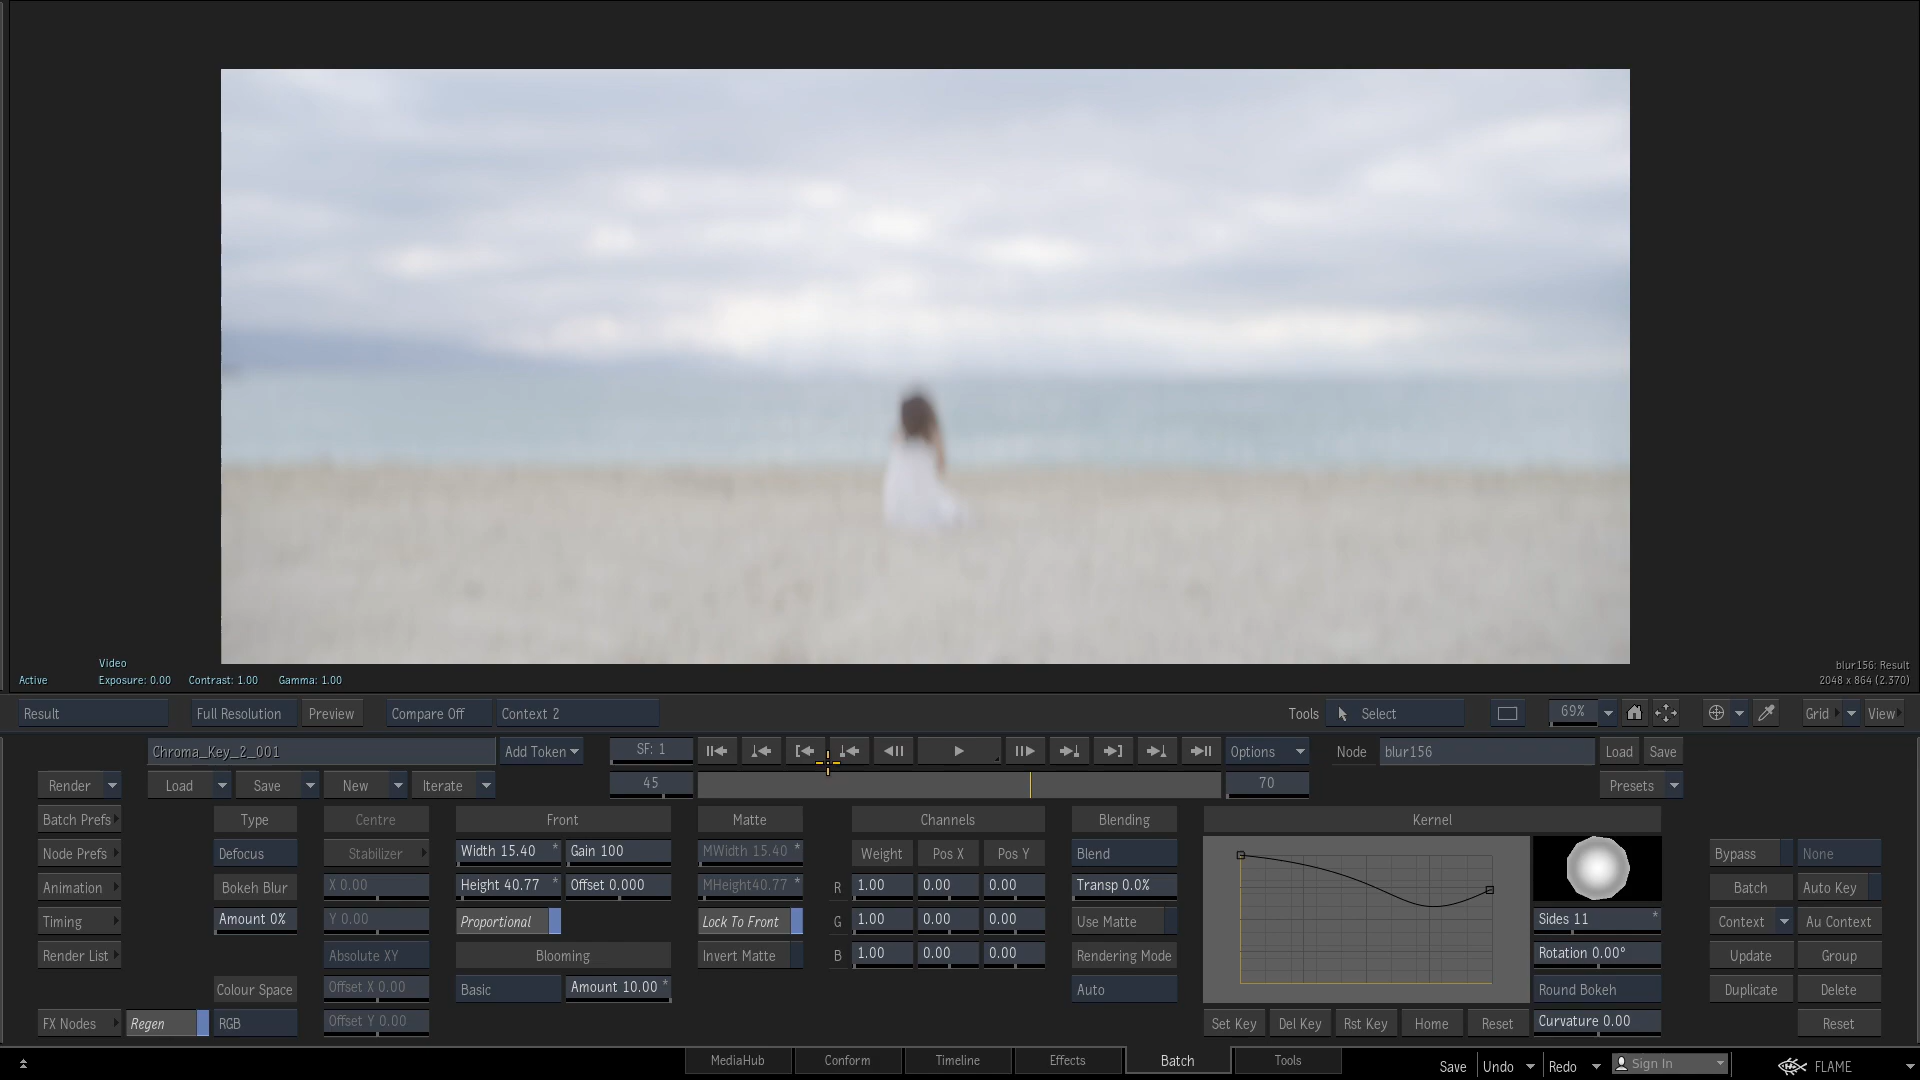 Video
Active Exposure: 0.00 Contrast: 1.00 Gamma: 1.00
blur156: Result
2048 x 864 (2.370)
Result Full Resolution Preview Compare Off Context 2 Tools Select 69% Grid View
Chroma_Key_2_001 Add Token SF: 1 Options Node blur156 Load Save
Render Load Save New Iterate 45 70 Presets
Batch Prefs Type Centre Front Matte Channels Blending Kernel
Node Prefs Defocus Stabilizer Width 15.40 * Gain 100 MWidth 15.40 * Weight Pos X Pos Y Blend Bypass None
Animation Bokeh Blur X 0.00 Height 40.77 * Offset 0.000 MHeight40.77 * R 1.00 0.00 0.00 Transp 0.0% Batch Auto Key
Timing Amount 0% Y 0.00 Proportional Lock To Front G 1.00 0.00 0.00 Use Matte Sides 11 * Context Au Context
Render List Absolute XY Blooming Invert Matte B 1.00 0.00 0.00 Rendering Mode Rotation 0.00° Update Group
Colour Space Offset X 0.00 Basic Amount 10.00 * Auto Round Bokeh Duplicate Delete
FX Nodes Regen RGB Offset Y 0.00 Set Key Del Key Rst Key Home Reset Curvature 0.00 Reset
MediaHub Conform Timeline Effects Batch Tools Save Undo Redo Sign In FLAME